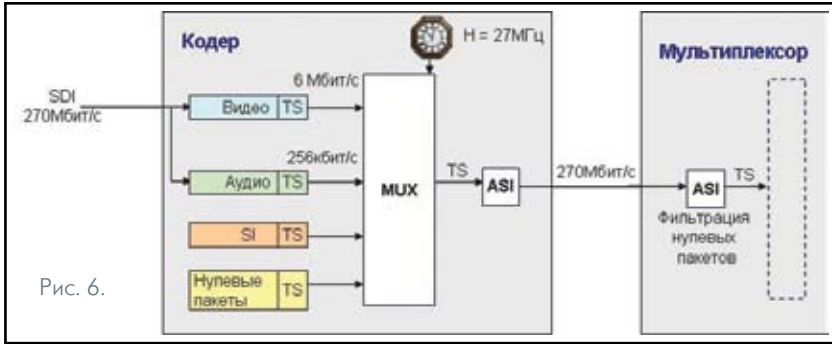 Кодер
H = 27МГц
Мультиплексор
SDI
270Мбит/с
6 Мбит/с
Видео TS
256кбит/с
Аудио TS
SI TS
Нулевые
пакеты
TS
MUX
TS
ASI
270Мбит/с
ASI
TS
Фильтрация
нулевых
пакетов
Рис. 6.